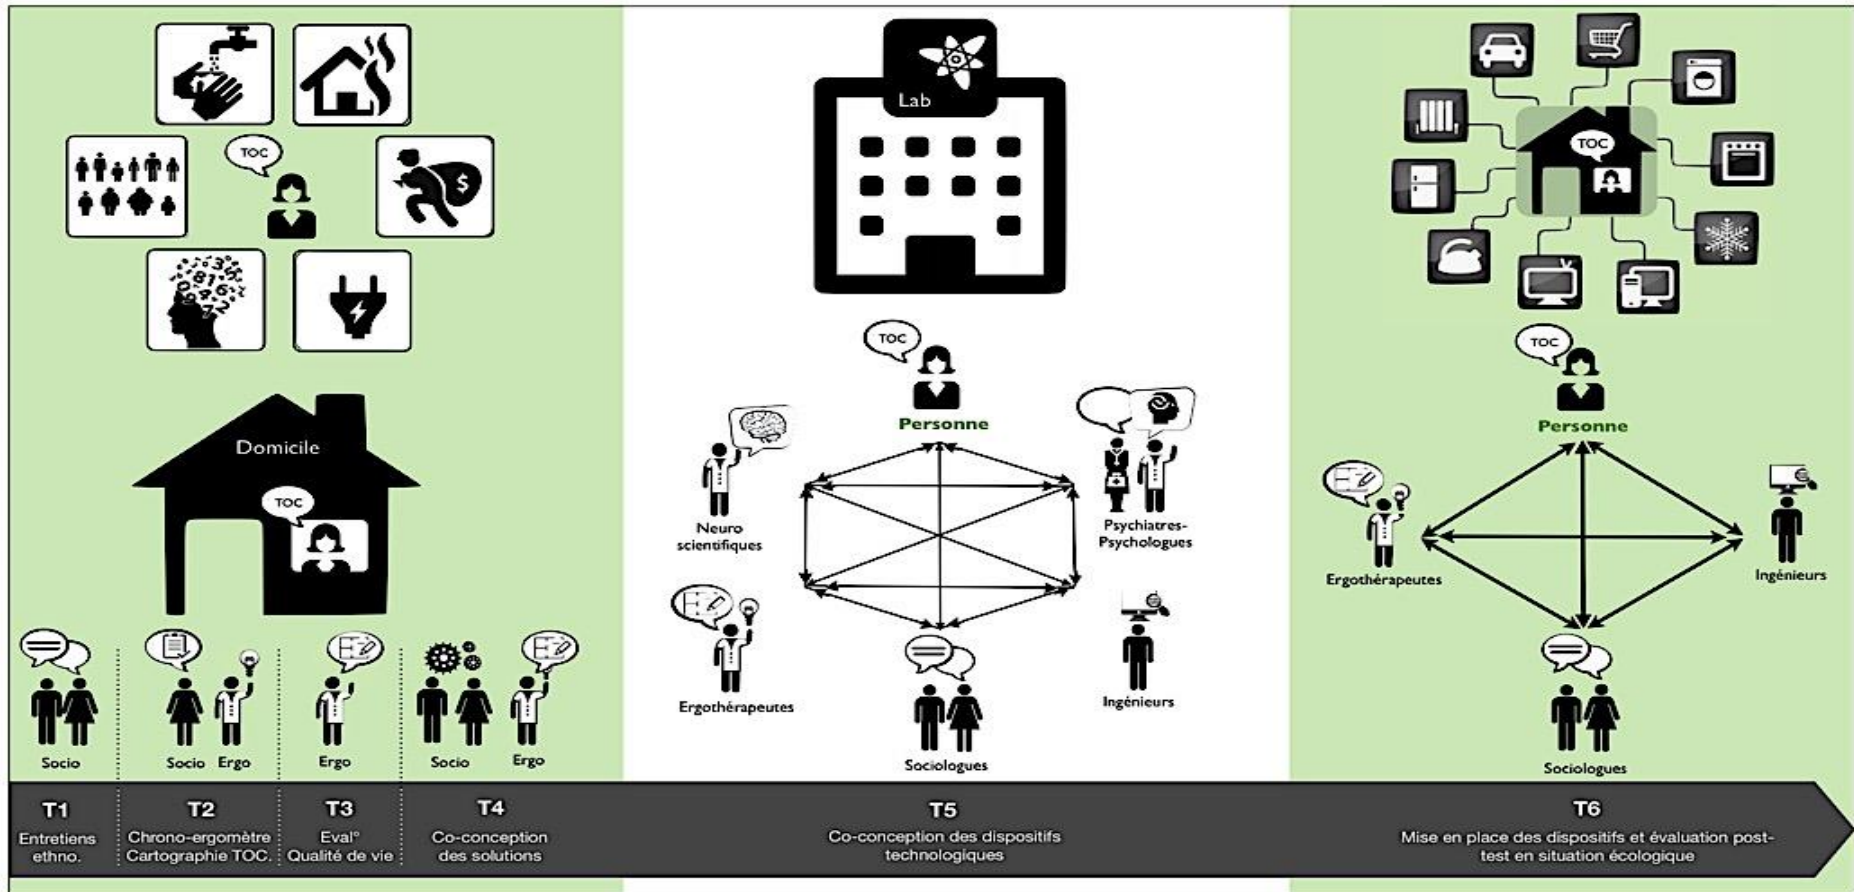 TOC
$
Domicile
TOC
Socio
Socio Ergo
Ergo
Socio
Ergo
Lab
TOC
Personne
Neuro
scientifiques
Psychiatres-
Psychologues
Ergothérapeutes
Ingénieurs
Sociologues
TOC
TOC
Personne
Ergothérapeutes
Ingénieurs
Sociologues
T1
Entretiens
ethno.
T2
Chrono-ergomètre
Cartographie TOC.
T3
Eval°
Qualité de vie
T4
Co-conception
des solutions
T5
Co-conception des dispositifs
technologiques
T6
Mise en place des dispositifs et évaluation post-
test en situation écologique